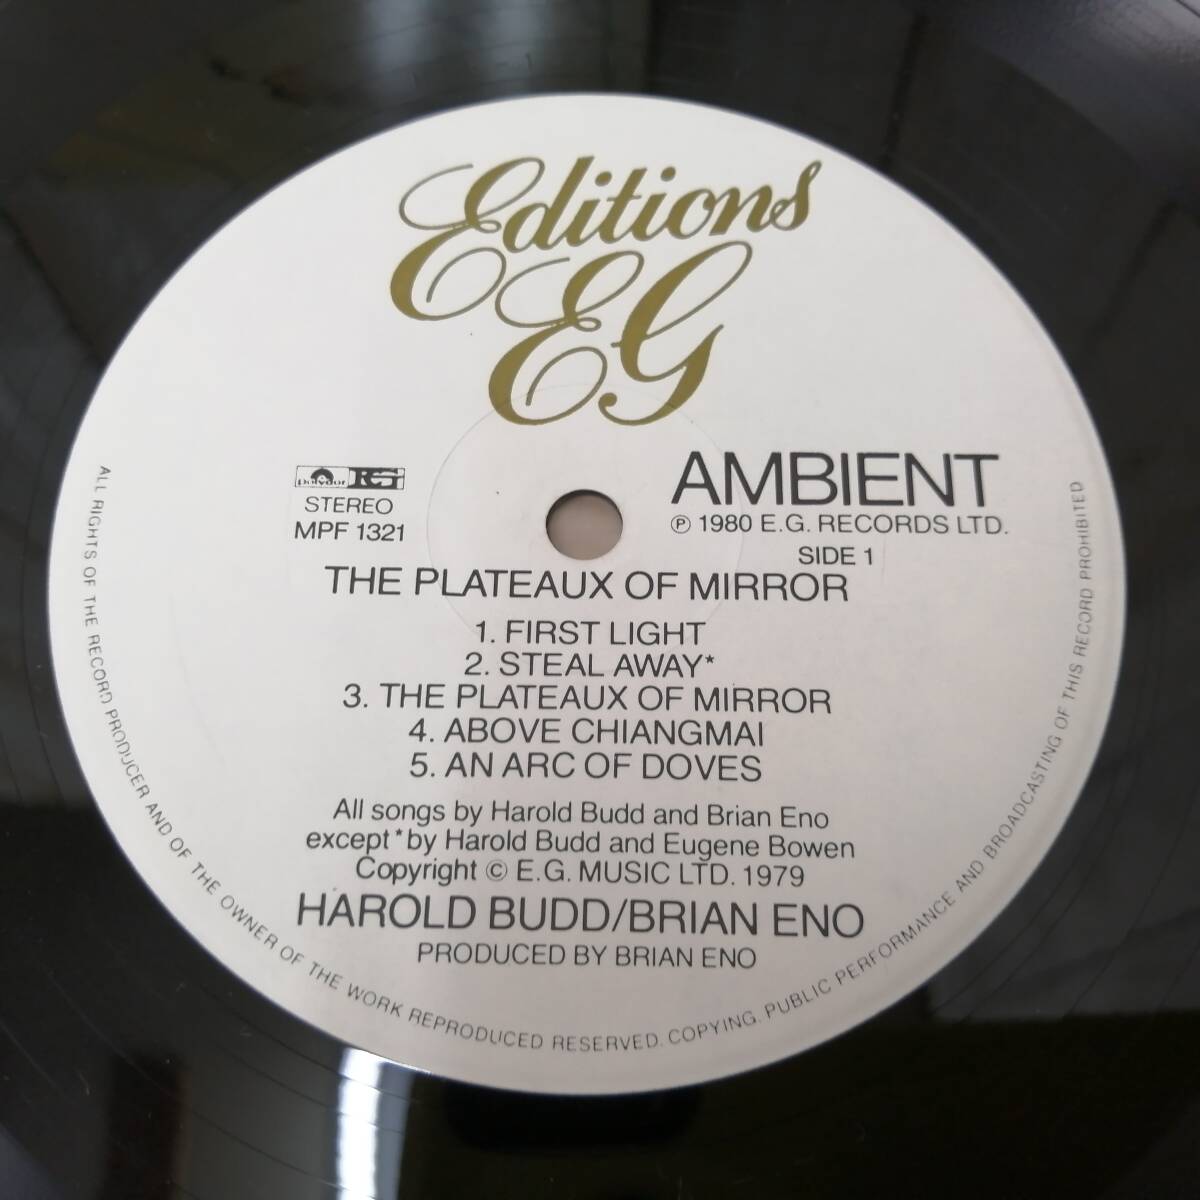 Editions
EG
polydor EG
STEREO
MPF 1321
AMBIENT
℗ 1980 E.G. RECORDS LTD.
SIDE 1
THE PLATEAUX OF MIRROR
1. FIRST LIGHT
2. STEAL AWAY*
3. THE PLATEAUX OF MIRROR
4. ABOVE CHIANGMAI
5. AN ARC OF DOVES
All songs by Harold Budd and Brian Eno
except * by Harold Budd and Eugene Bowen
Copyright © E.G. MUSIC LTD. 1979
HAROLD BUDD/BRIAN ENO
PRODUCED BY BRIAN ENO
ALL RIGHTS OF THE RECORD PRODUCER AND OF THE OWNER OF THE WORK REPRODUCED RESERVED. COPYING. PUBLIC PERFORMANCE AND BROADCASTING OF THIS RECORD PROHIBITED